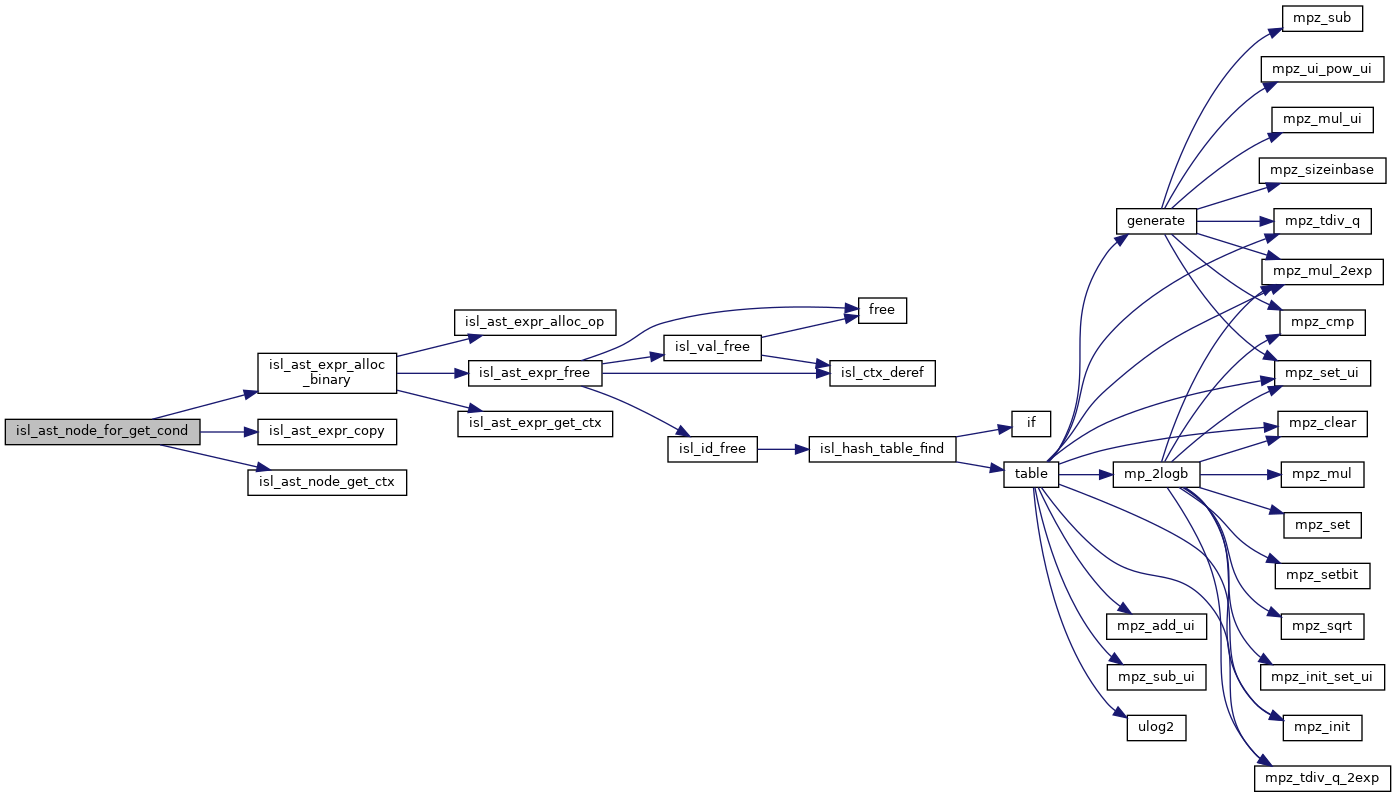 mpz_sub
mpz_ui_pow_ui
mpz_mul_ui
mpz_sizeinbase
generate
mpz_tdiv_q
mpz_mul_2exp
free
isl_ast_expr_alloc_op
mpz_cmp
isl_val_free
isl_ast_expr_alloc
_binary
isl_ast_expr_free
isl_ctx_deref
mpz_set_ui
isl_ast_node_for_get_cond
isl_ast_expr_copy
isl_ast_expr_get_ctx
if
mpz_clear
isl_id_free
isl_hash_table_find
isl_ast_node_get_ctx
table
mp_2logb
mpz_mul
mpz_set
mpz_setbit
mpz_add_ui
mpz_sqrt
mpz_sub_ui
mpz_init_set_ui
ulog2
mpz_init
mpz_tdiv_q_2exp